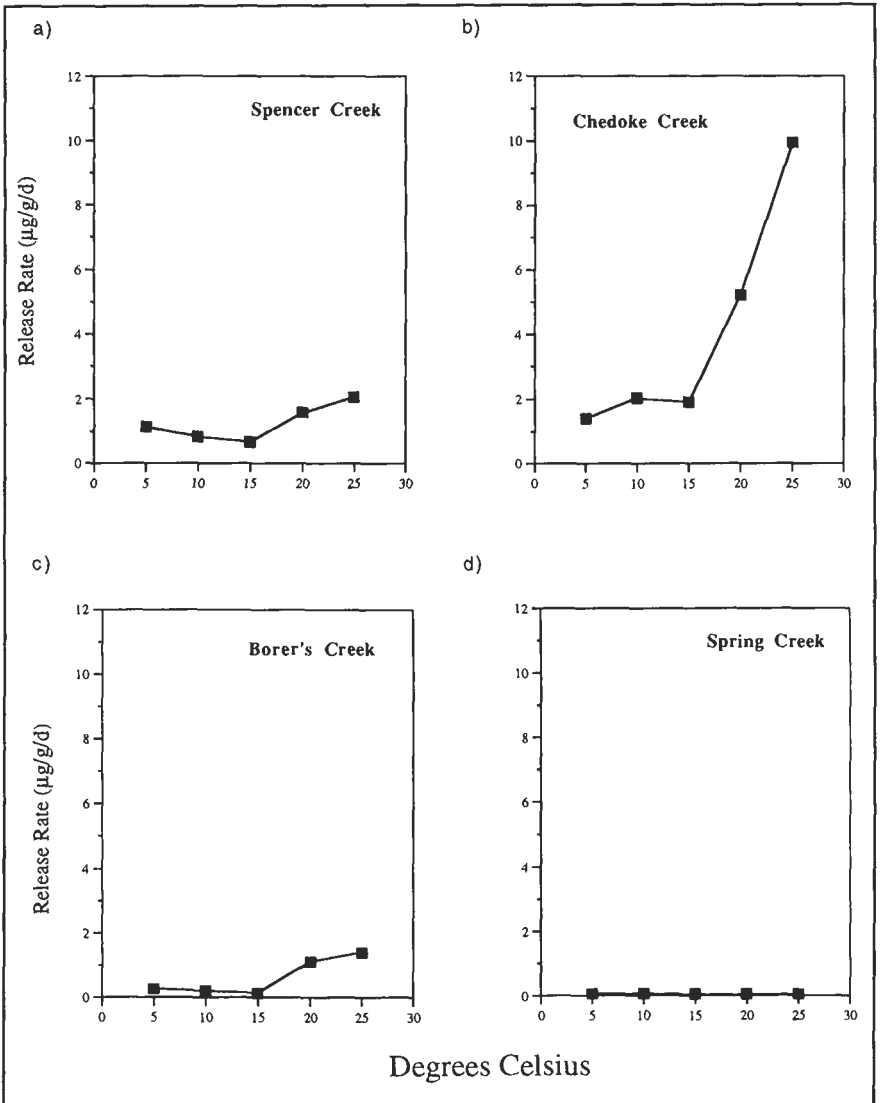 a)
Spencer Creek
Release Rate (µg/g/d)
12
10
8
6
4
2
0
0 5 10 15 20 25 30
b)
Chedoke Creek
12
10
8
6
4
2
0
0 5 10 15 20 25 30
c)
Borer's Creek
Release Rate (µg/g/d)
12
10
8
6
4
2
0
0 5 10 15 20 25 30
d)
Spring Creek
12
10
8
6
4
2
0
0 5 10 15 20 25 30
Degrees Celsius